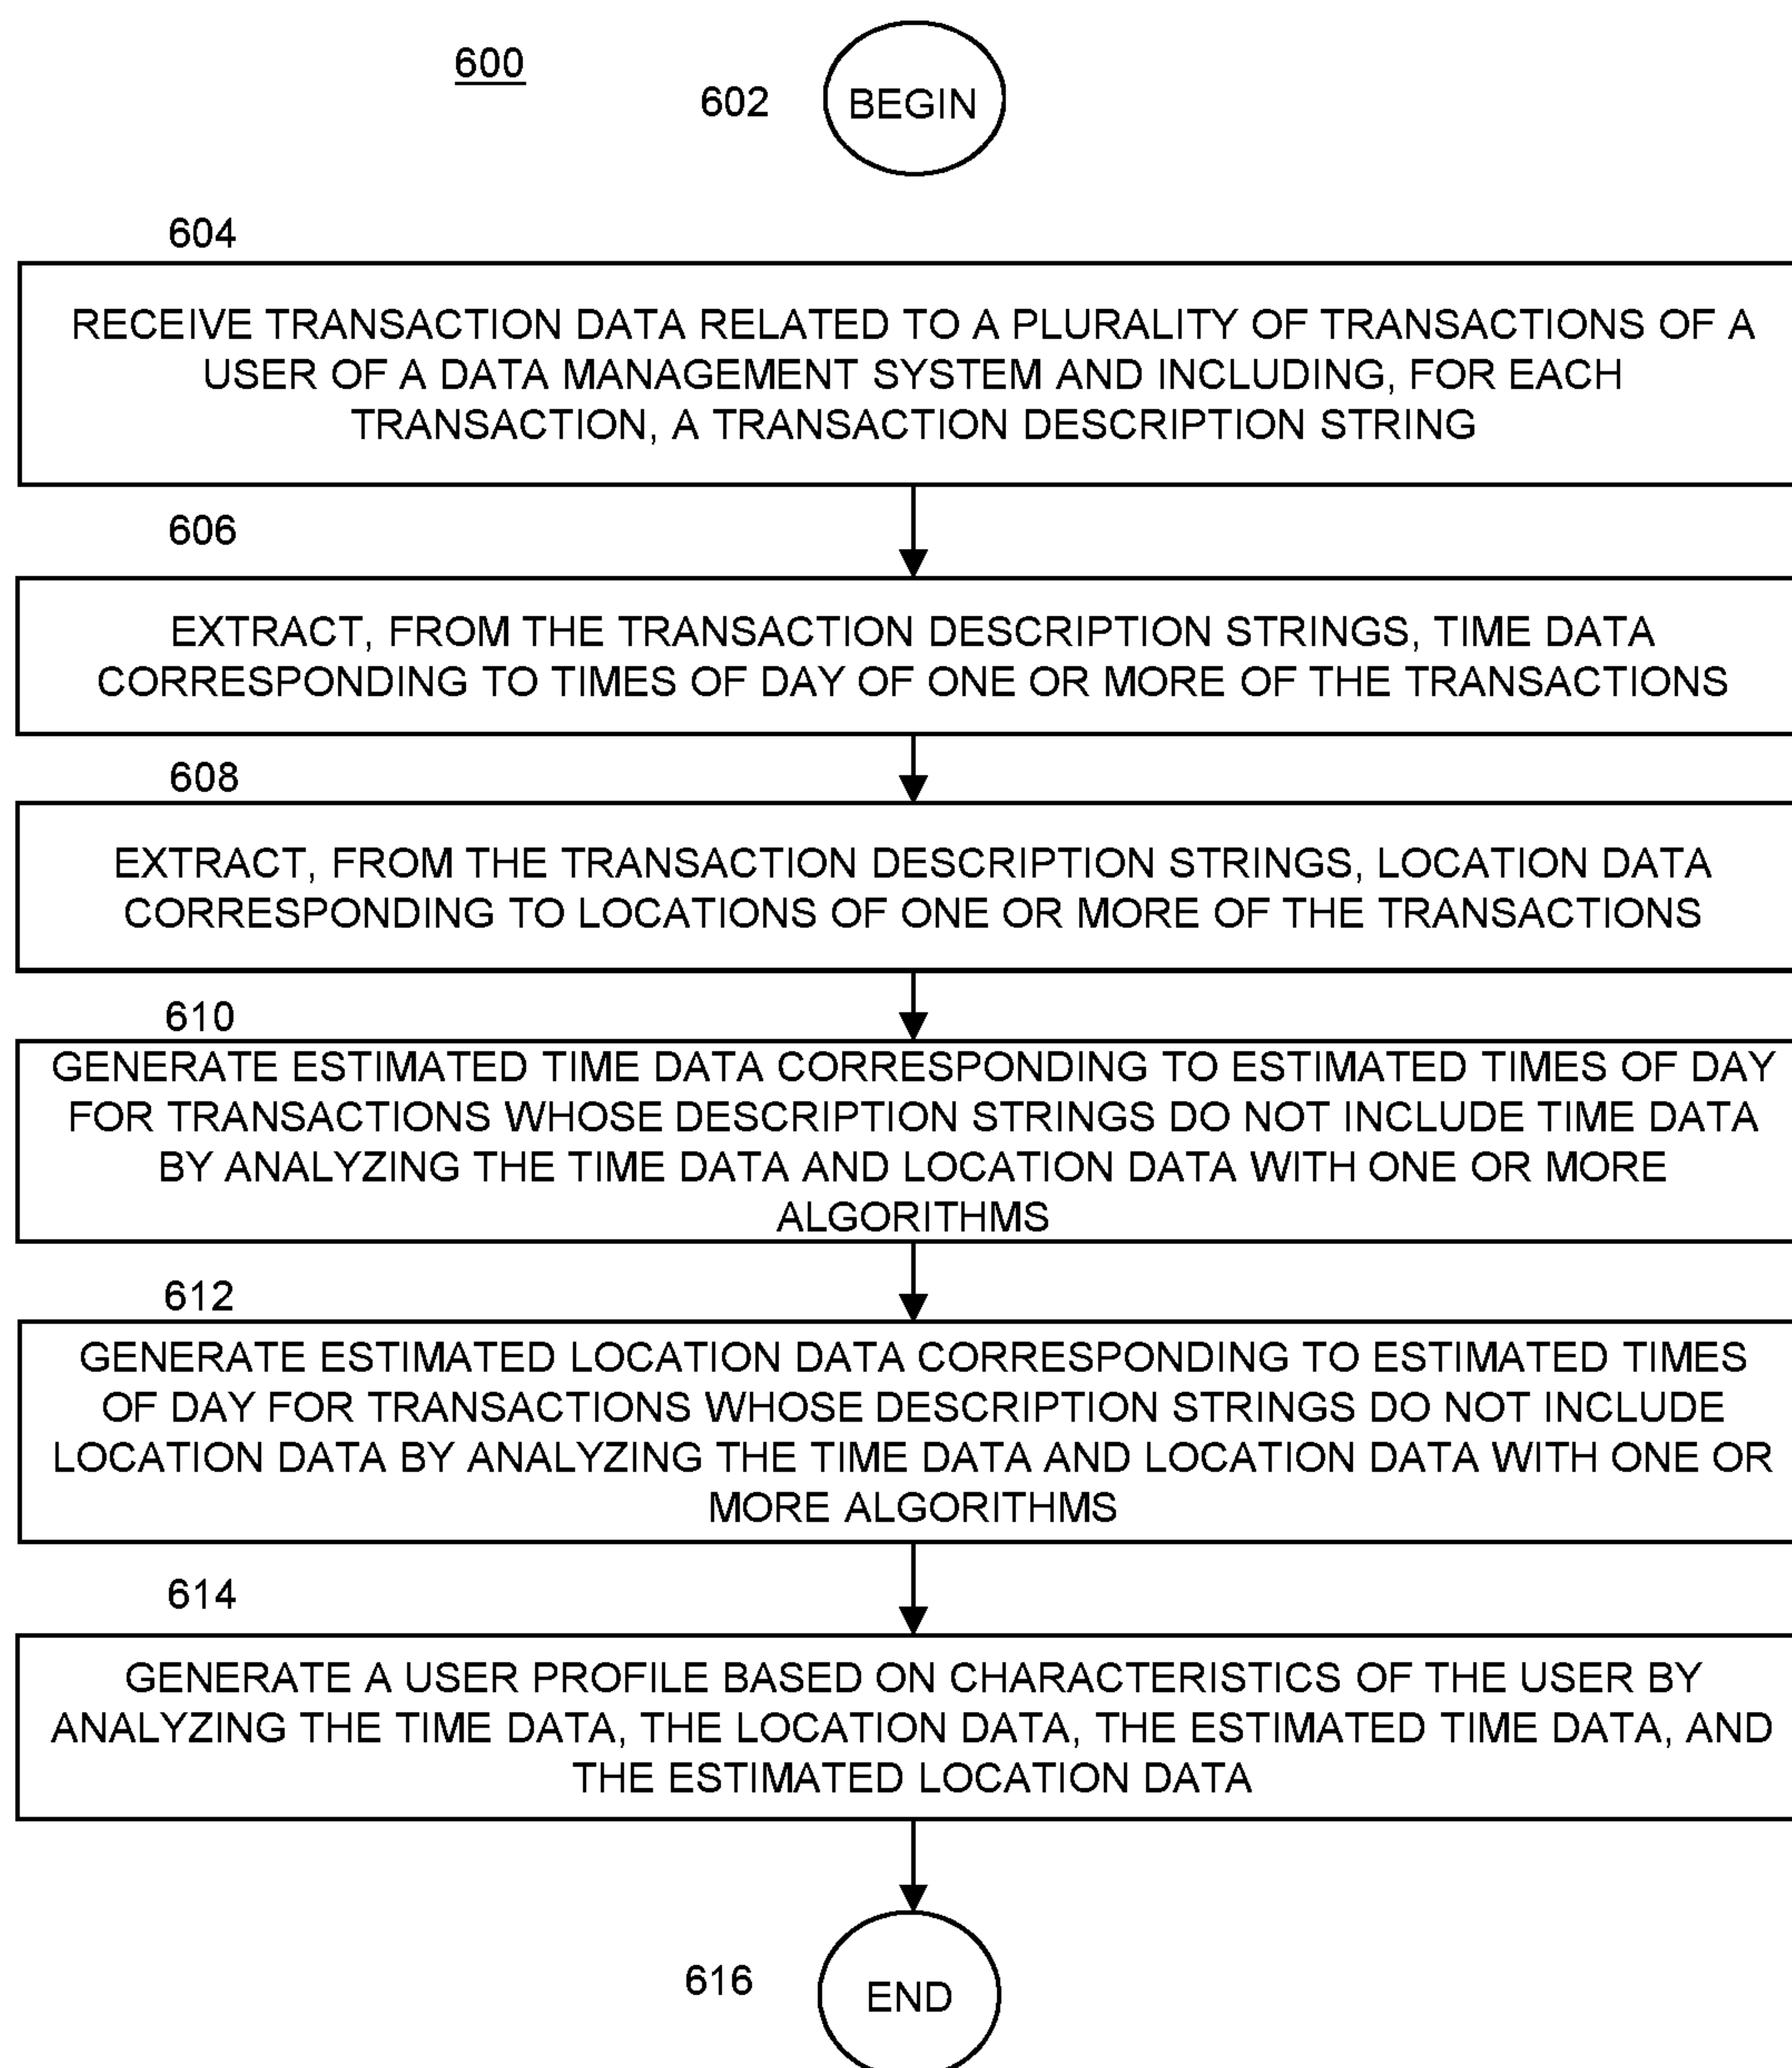 600
602
BEGIN
604
RECEIVE TRANSACTION DATA RELATED TO A PLURALITY OF TRANSACTIONS OF A
USER OF A DATA MANAGEMENT SYSTEM AND INCLUDING, FOR EACH
TRANSACTION, A TRANSACTION DESCRIPTION STRING
606
EXTRACT, FROM THE TRANSACTION DESCRIPTION STRINGS, TIME DATA
CORRESPONDING TO TIMES OF DAY OF ONE OR MORE OF THE TRANSACTIONS
608
EXTRACT, FROM THE TRANSACTION DESCRIPTION STRINGS, LOCATION DATA
CORRESPONDING TO LOCATIONS OF ONE OR MORE OF THE TRANSACTIONS
610
GENERATE ESTIMATED TIME DATA CORRESPONDING TO ESTIMATED TIMES OF DAY
FOR TRANSACTIONS WHOSE DESCRIPTION STRINGS DO NOT INCLUDE TIME DATA
BY ANALYZING THE TIME DATA AND LOCATION DATA WITH ONE OR MORE
ALGORITHMS
612
GENERATE ESTIMATED LOCATION DATA CORRESPONDING TO ESTIMATED TIMES
OF DAY FOR TRANSACTIONS WHOSE DESCRIPTION STRINGS DO NOT INCLUDE
LOCATION DATA BY ANALYZING THE TIME DATA AND LOCATION DATA WITH ONE OR
MORE ALGORITHMS
614
GENERATE A USER PROFILE BASED ON CHARACTERISTICS OF THE USER BY
ANALYZING THE TIME DATA, THE LOCATION DATA, THE ESTIMATED TIME DATA, AND
THE ESTIMATED LOCATION DATA
616
END